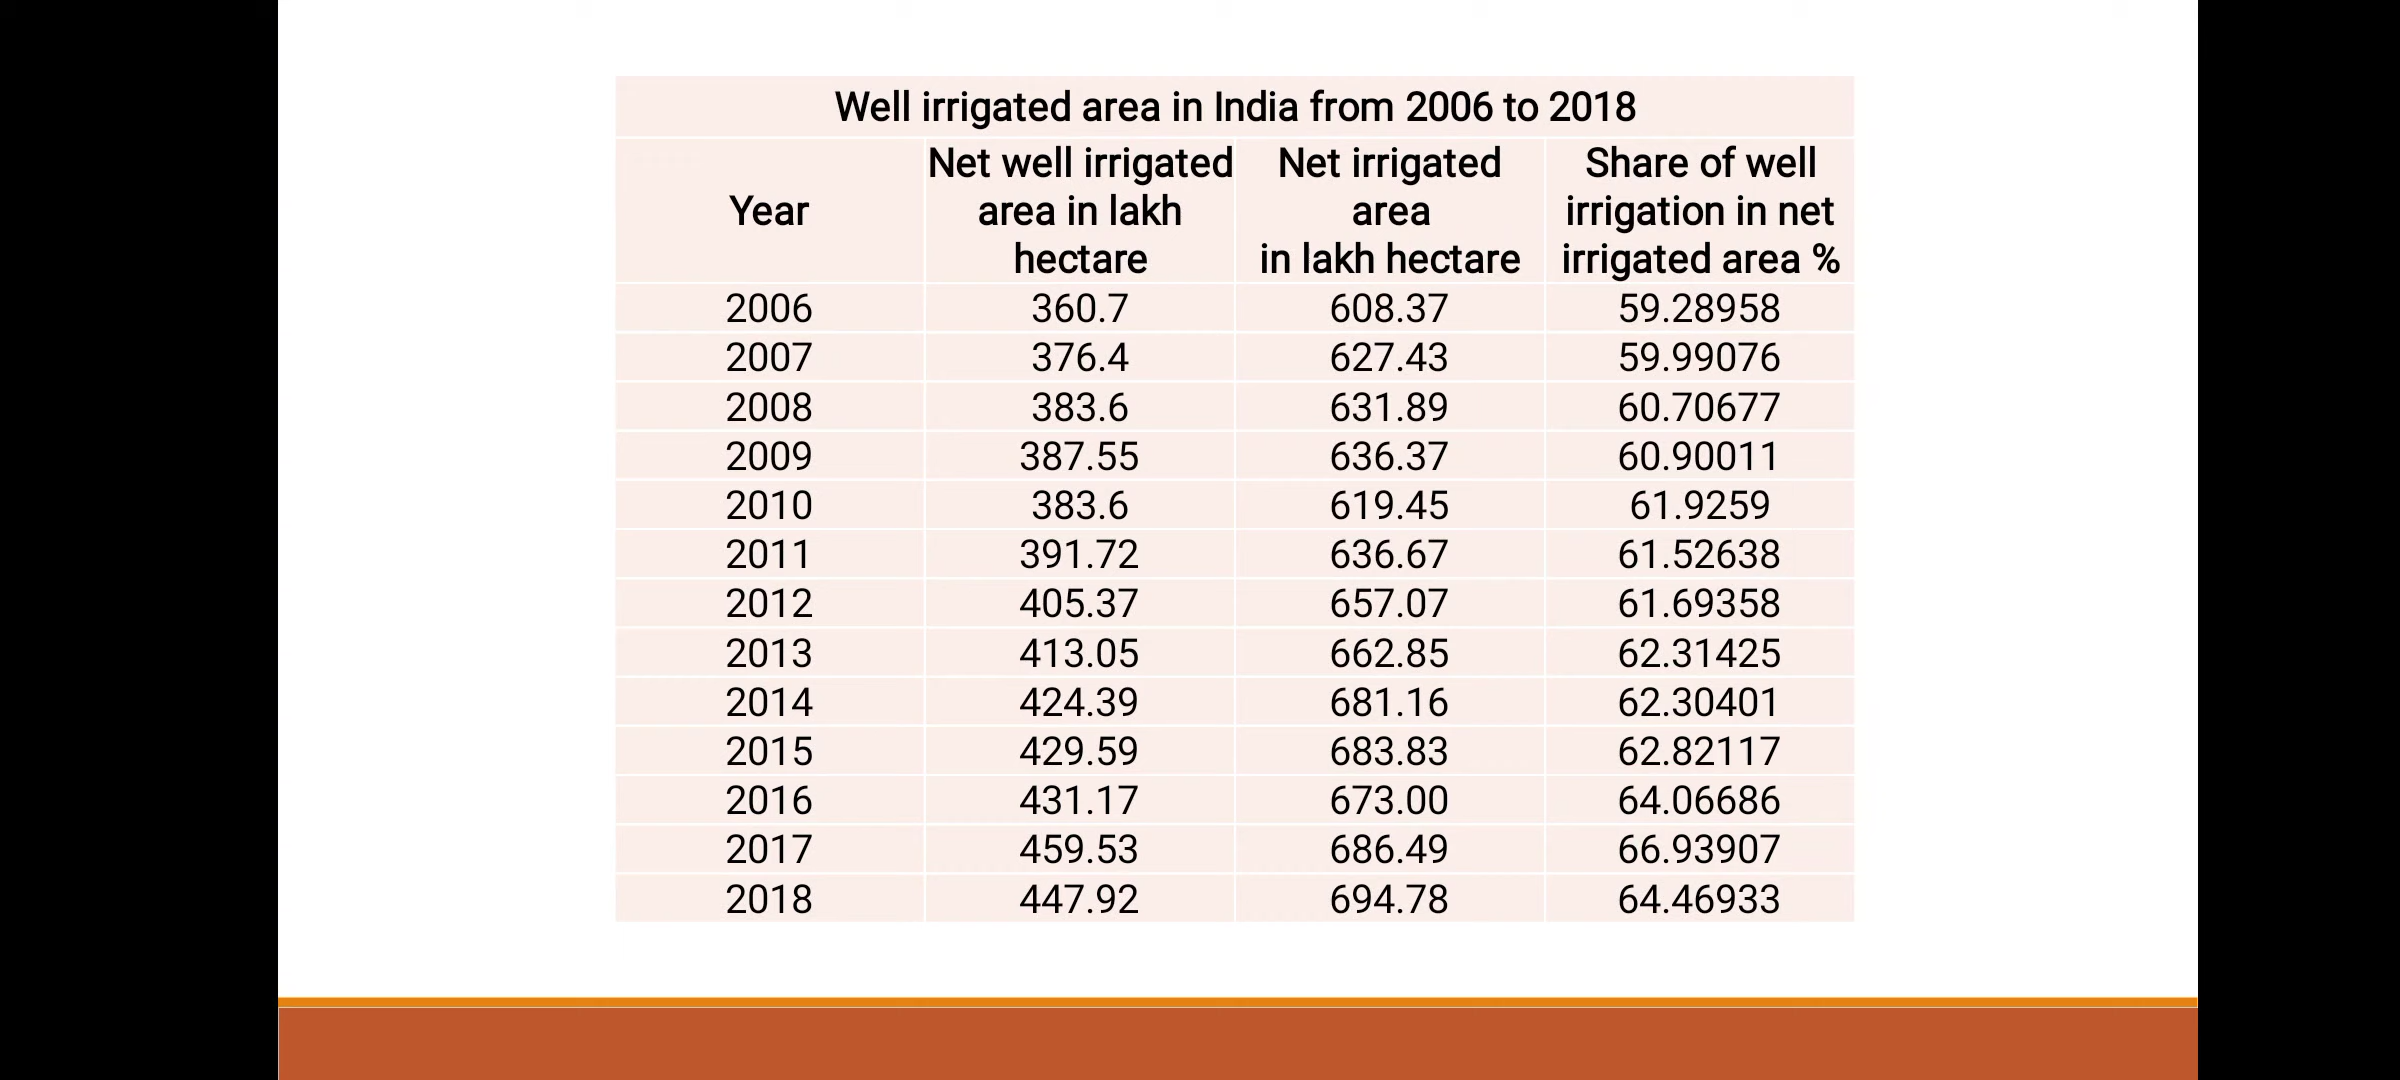 Well irrigated area in India from 2006 to 2018
Year
Net well irrigated
area in lakh
hectare
Net irrigated
area
in lakh hectare
Share of well
irrigation in net
irrigated area %
2006 360.7 608.37 59.28958
2007 376.4 627.43 59.99076
2008 383.6 631.89 60.70677
2009 387.55 636.37 60.90011
2010 383.6 619.45 61.9259
2011 391.72 636.67 61.52638
2012 405.37 657.07 61.69358
2013 413.05 662.85 62.31425
2014 424.39 681.16 62.30401
2015 429.59 683.83 62.82117
2016 431.17 673.00 64.06686
2017 459.53 686.49 66.93907
2018 447.92 694.78 64.46933